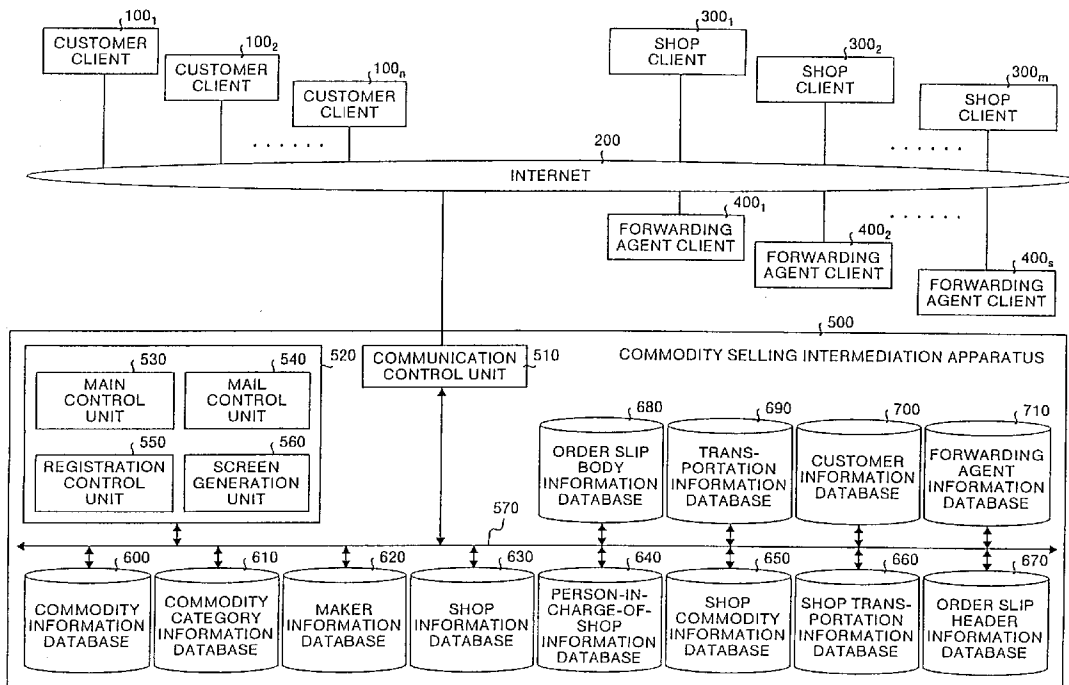 100₁
CUSTOMER
CLIENT
100₂
CUSTOMER
CLIENT
100ₙ
CUSTOMER
CLIENT
. . . . . .
300₁
SHOP
CLIENT
300₂
SHOP
CLIENT
300ₘ
SHOP
CLIENT
. . . . . .
200
INTERNET
400₁
FORWARDING
AGENT CLIENT
400₂
FORWARDING
AGENT CLIENT
. . . . . .
400ₛ
FORWARDING
AGENT CLIENT
500
COMMODITY SELLING INTERMEDIATION APPARATUS
520
530
MAIN
CONTROL
UNIT
540
MAIL
CONTROL
UNIT
550
REGISTRATION
CONTROL
UNIT
560
SCREEN
GENERATION
UNIT
COMMUNICATION
CONTROL UNIT
510
680
ORDER SLIP
BODY
INFORMATION
DATABASE
690
TRANS-
PORTATION
INFORMATION
DATABASE
700
CUSTOMER
INFORMATION
DATABASE
710
FORWARDING
AGENT
INFORMATION
DATABASE
570
600
COMMODITY
INFORMATION
DATABASE
610
COMMODITY
CATEGORY
INFORMATION
DATABASE
620
MAKER
INFORMATION
DATABASE
630
SHOP
INFORMATION
DATABASE
640
PERSON-IN-
CHARGE-OF-
SHOP
INFORMATION
DATABASE
650
SHOP
COMMODITY
INFORMATION
DATABASE
660
SHOP TRANS-
PORTATION
INFORMATION
DATABASE
670
ORDER SLIP
HEADER
INFORMATION
DATABASE